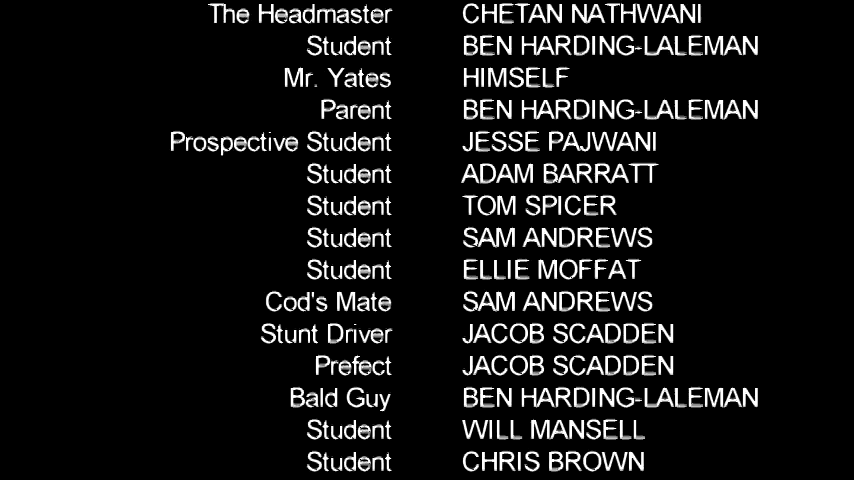 The Headmaster CHETAN NATHWANI
Student BEN HARDING-LALEMAN
Mr. Yates HIMSELF
Parent BEN HARDING-LALEMAN
Prospective Student JESSE PAJWANI
Student ADAM BARRATT
Student TOM SPICER
Student SAM ANDREWS
Student ELLIE MOFFAT
Cod's Mate SAM ANDREWS
Stunt Driver JACOB SCADDEN
Prefect JACOB SCADDEN
Bald Guy BEN HARDING-LALEMAN
Student WILL MANSELL
Student CHRIS BROWN